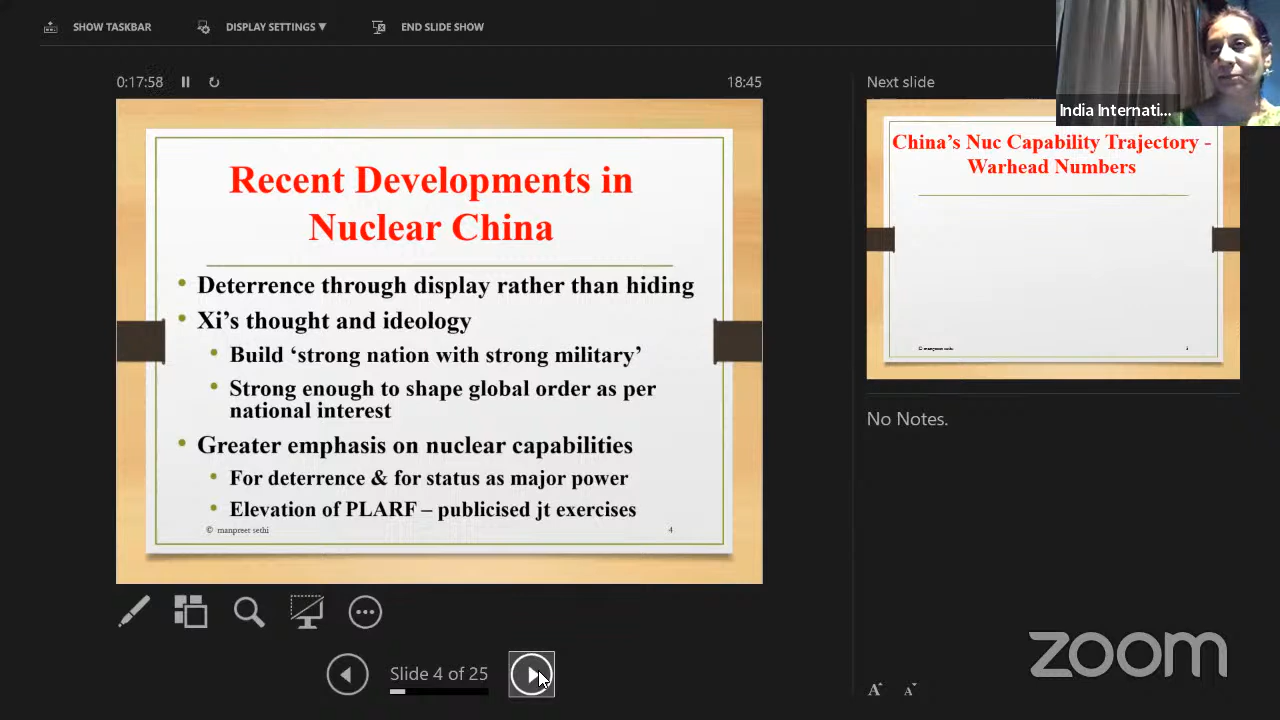 SHOW TASKBAR
DISPLAY SETTINGS ▼
END SLIDE SHOW
India Internati...
0:17:58
18:45
Next slide
Recent Developments in
Nuclear China
• Deterrence through display rather than hiding
• Xi’s thought and ideology
• Build ‘strong nation with strong military’
• Strong enough to shape global order as per
national interest
• Greater emphasis on nuclear capabilities
• For deterrence & for status as major power
• Elevation of PLARF – publicised jt exercises
© manpreet sethi
4
China’s Nuc Capability Trajectory -
Warhead Numbers
© manpreet sethi
No Notes.
Slide 4 of 25
A A
zoom